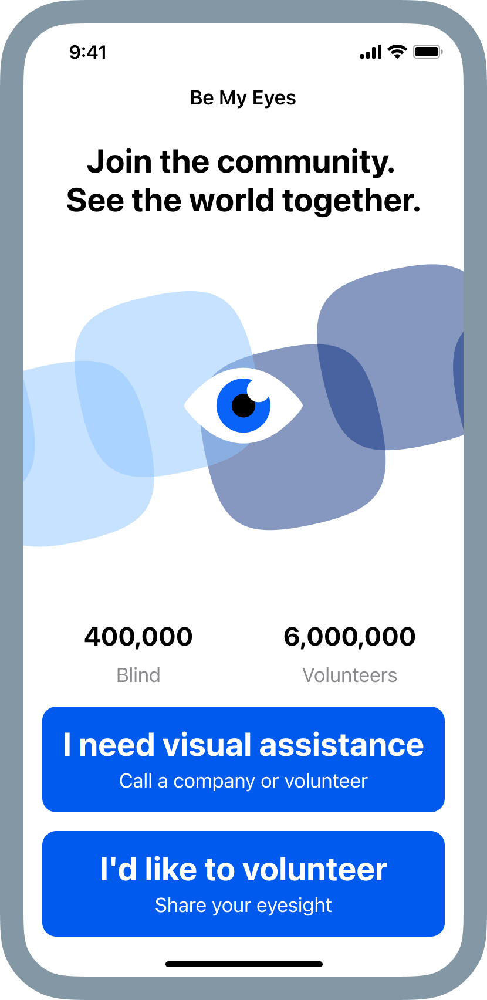 9:41
Be My Eyes
Join the community.
See the world together.
400,000 6,000,000
Blind Volunteers
I need visual assistance
Call a company or volunteer
I'd like to volunteer
Share your eyesight